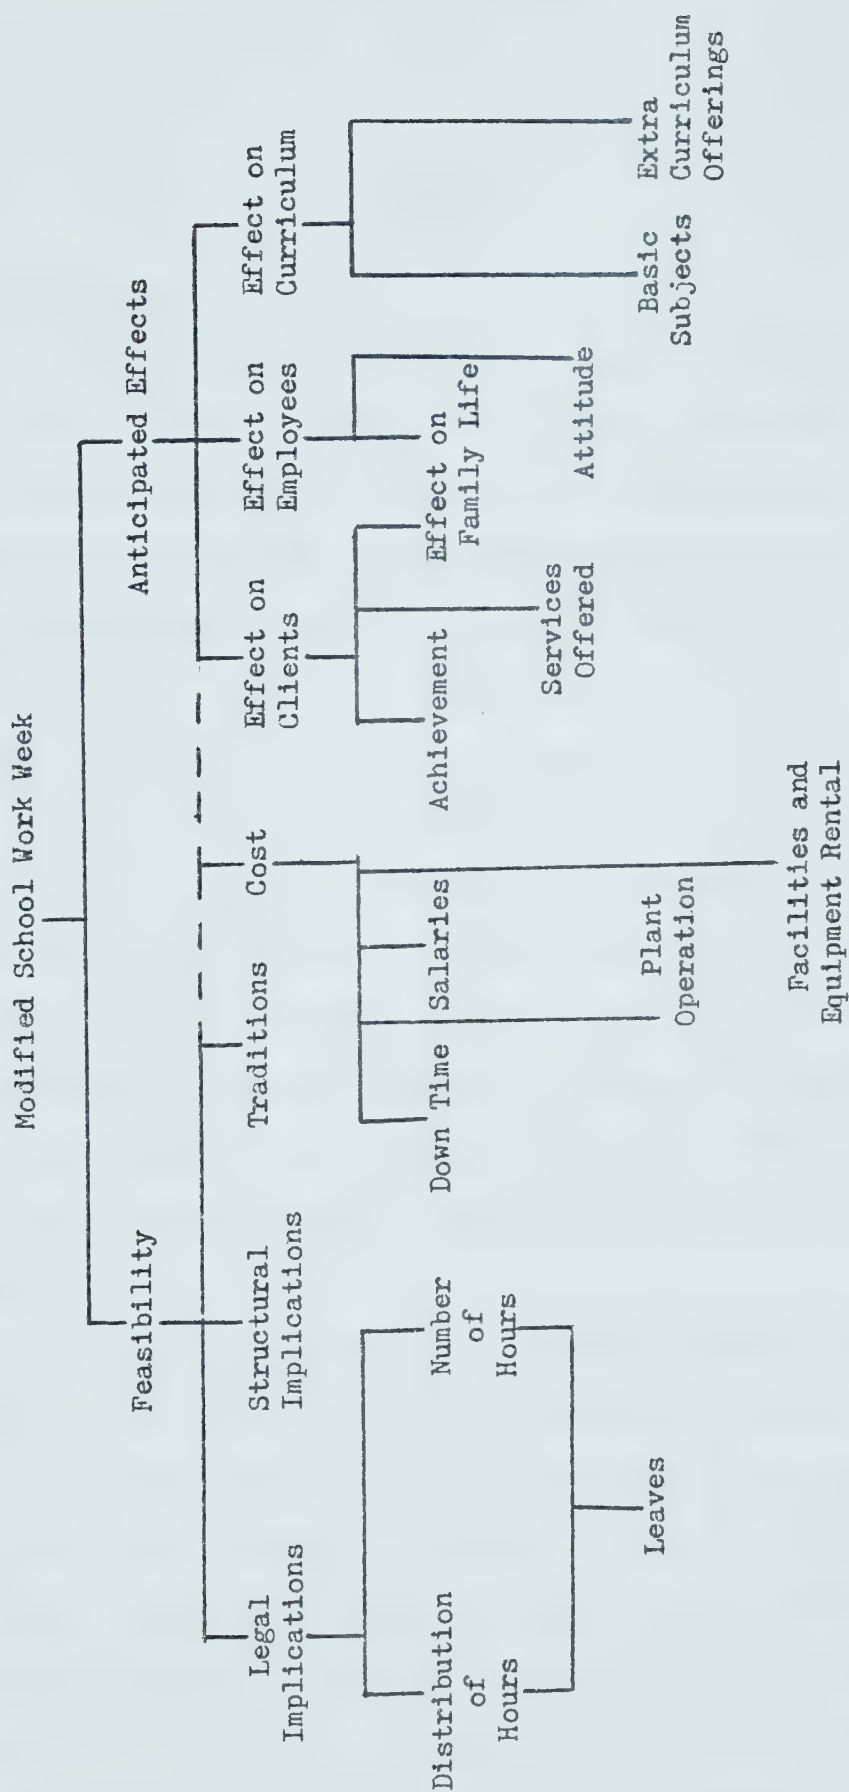 Modified School Work Week
Feasibility
Anticipated Effects
Legal
Implications
Structural
Implications
Traditions
Cost
Effect on
Clients
Effect on
Employees
Effect on
Curriculum
Distribution
of
Hours
Number
of
Hours
Leaves
Down Time
Salaries
Plant
Operation
Facilities and
Equipment Rental
Achievement
Services
Offered
Effect on
Family Life
Attitude
Basic
Subjects
Extra
Curriculum
Offerings